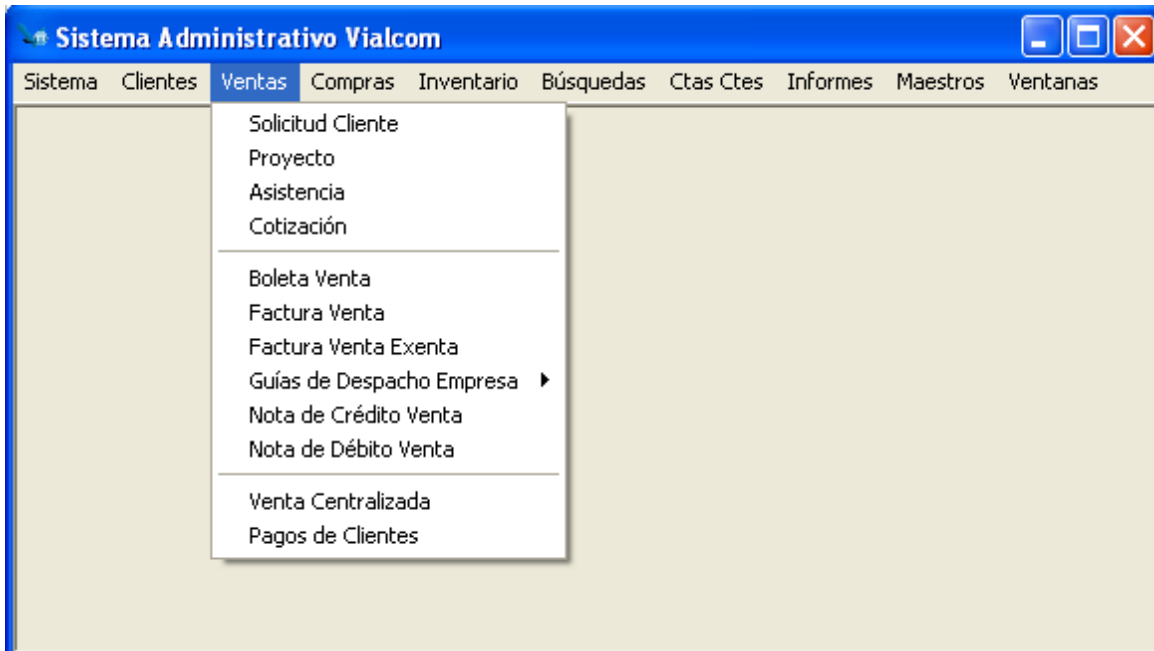 Sistema Administrativo Vialcom
Sistema Clientes Ventas Compras Inventario Búsquedas Ctas Ctes Informes Maestros Ventanas
Solicitud Cliente
Proyecto
Asistencia
Cotización
Boleta Venta
Factura Venta
Factura Venta Exenta
Guías de Despacho Empresa
Nota de Crédito Venta
Nota de Débito Venta
Venta Centralizada
Pagos de Clientes